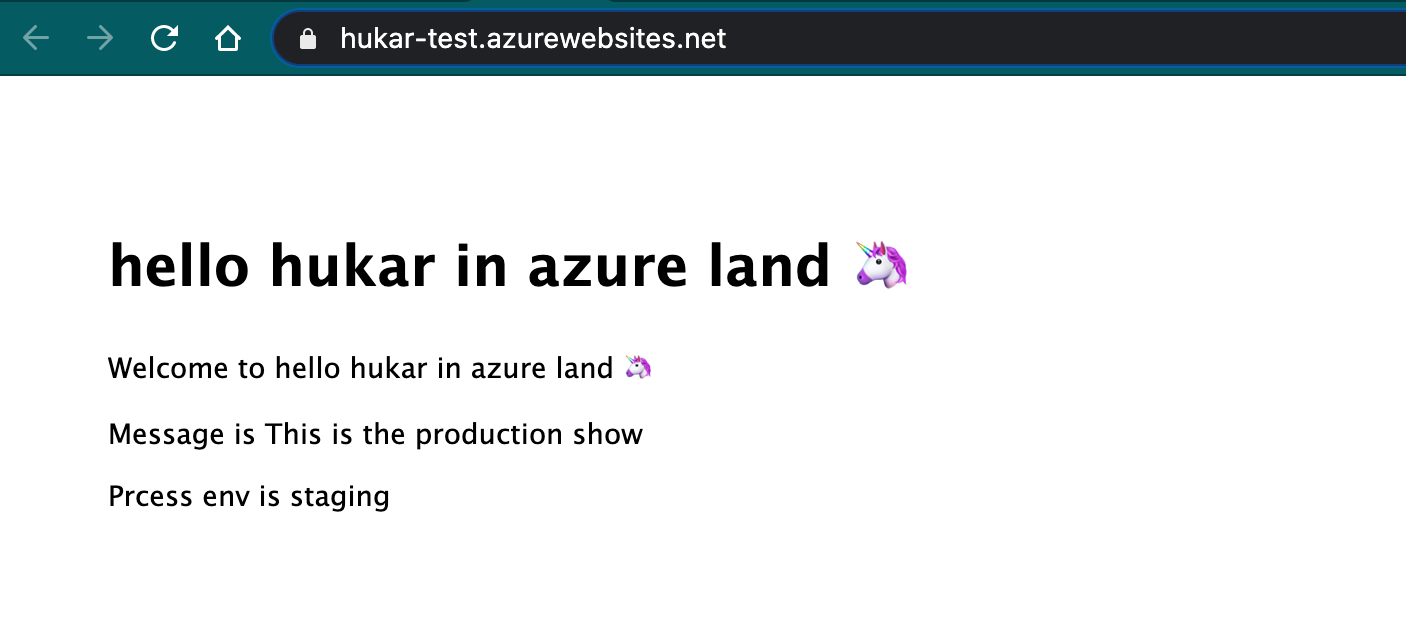 hukar-test.azurewebsites.net
hello hukar in azure land 🦄
Welcome to hello hukar in azure land 🦄
Message is This is the production show
Prcess env is staging